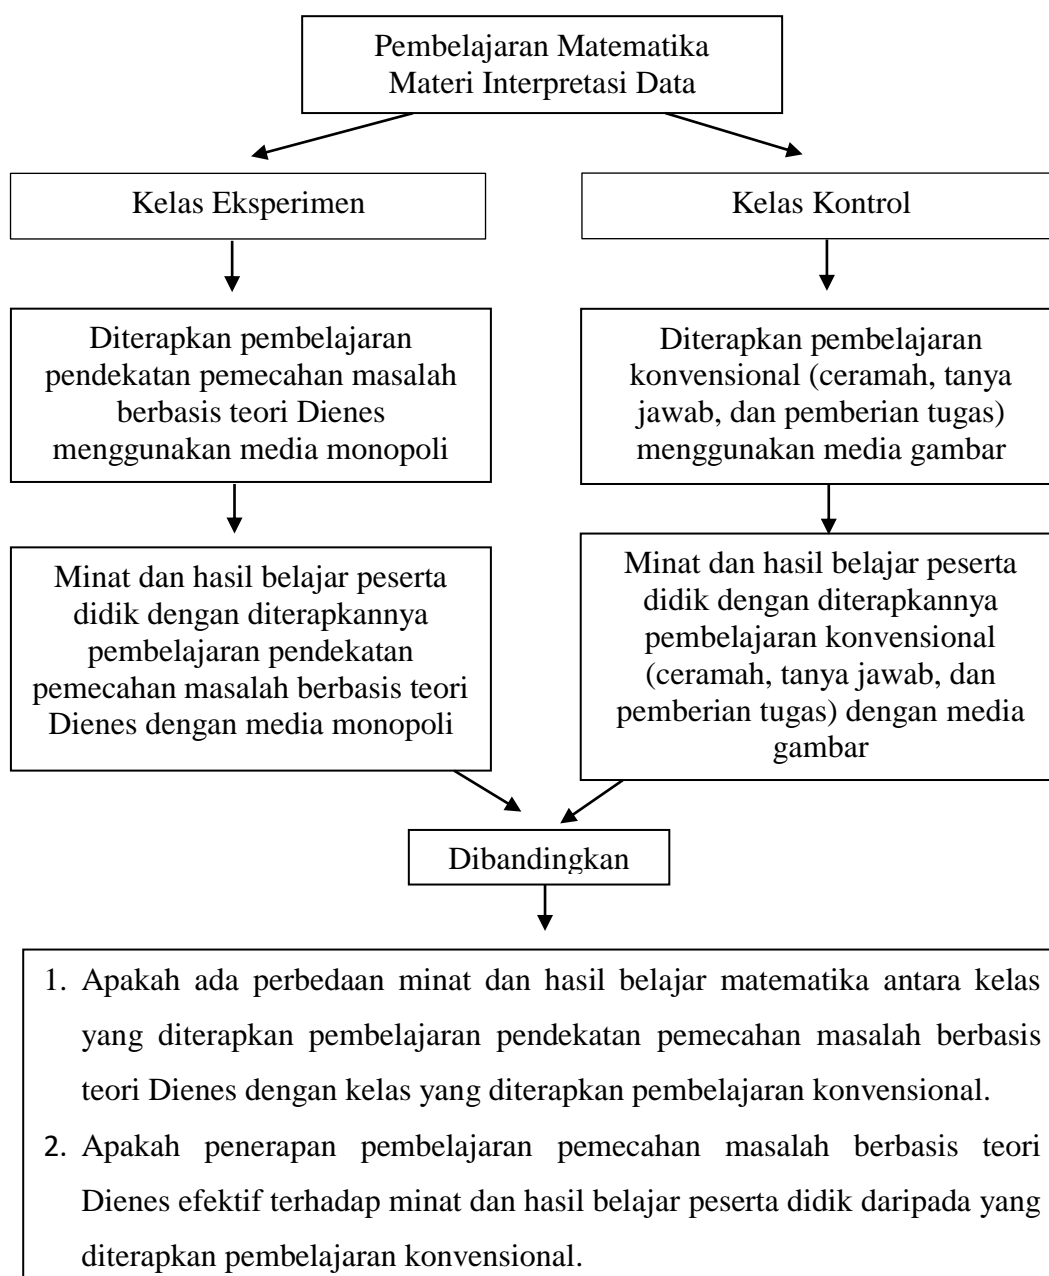 Pembelajaran Matematika
Materi Interpretasi Data
Kelas Eksperimen
Kelas Kontrol
Diterapkan pembelajaran
pendekatan pemecahan masalah
berbasis teori Dienes
menggunakan media monopoli
Diterapkan pembelajaran
konvensional (ceramah, tanya
jawab, dan pemberian tugas)
menggunakan media gambar
Minat dan hasil belajar peserta
didik dengan diterapkannya
pembelajaran pendekatan
pemecahan masalah berbasis teori
Dienes dengan media monopoli
Minat dan hasil belajar peserta
didik dengan diterapkannya
pembelajaran konvensional
(ceramah, tanya jawab, dan
pemberian tugas) dengan media
gambar
Dibandingkan
1. Apakah ada perbedaan minat dan hasil belajar matematika antara kelas
yang diterapkan pembelajaran pendekatan pemecahan masalah berbasis
teori Dienes dengan kelas yang diterapkan pembelajaran konvensional.
2. Apakah penerapan pembelajaran pemecahan masalah berbasis teori
Dienes efektif terhadap minat dan hasil belajar peserta didik daripada yang
diterapkan pembelajaran konvensional.